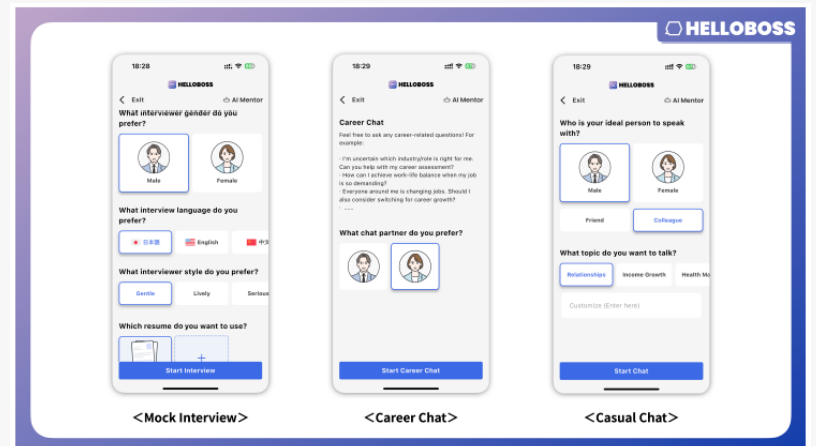 HELLOBOSS
18:28
HELLOBOSS
Exit
AI Mentor
What interviewer gender do you
prefer?
Male
Female
What interview language do you
prefer?
日本語
English
中文
What interviewer style do you prefer?
Gentle
Lively
Serious
Which resume do you want to use?
+
Start Interview
<Mock Interview>
18:29
HELLOBOSS
Exit
AI Mentor
Career Chat
Feel free to ask any career-related questions! For
example:
· I'm uncertain which industry/role is right for me.
Can you help with my career assessment?
· How can I achieve work-life balance when my job
is so demanding?
· Everyone around me is changing jobs. Should I
also consider switching for career growth?
· ...
What chat partner do you prefer?
Start Career Chat
<Career Chat>
18:29
HELLOBOSS
Exit
AI Mentor
Who is your ideal person to speak
with?
Male
Female
Friend
Colleague
What topic do you want to talk?
Relationships
Income Growth
Health Ma
Customize (Enter here)
Start Chat
<Casual Chat>